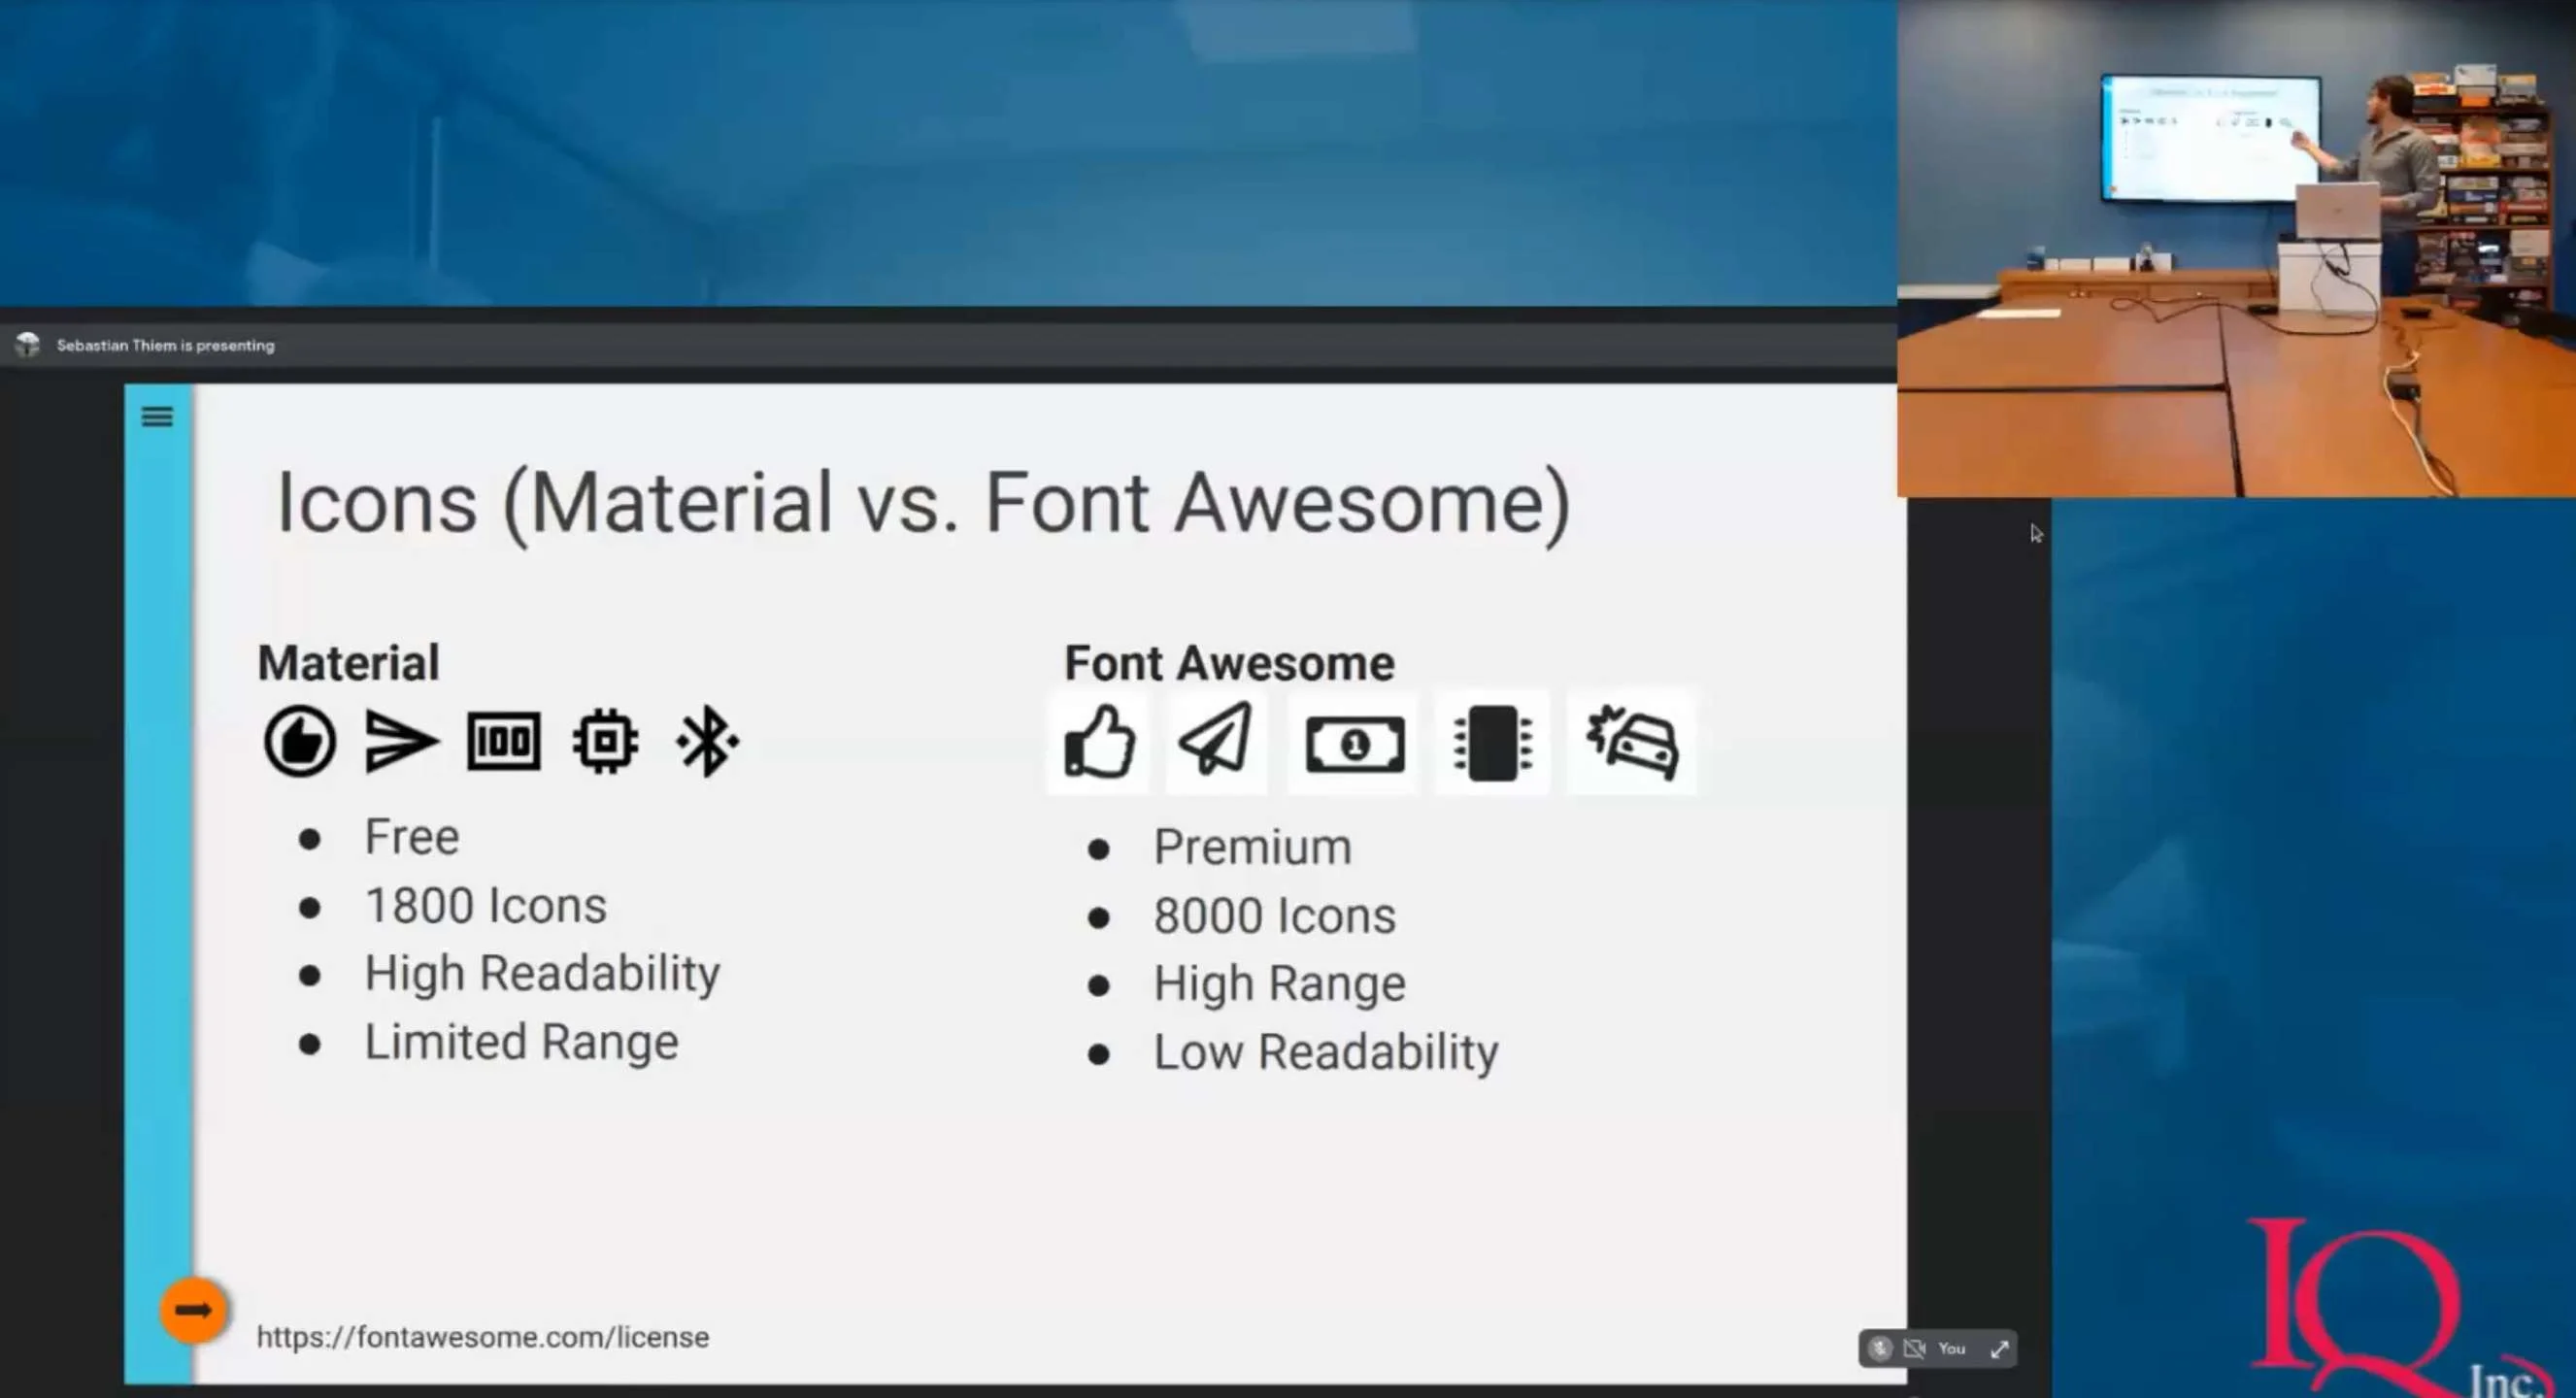 Sebastian Thiem is presenting
Icons (Material vs. Font Awesome)
Material
100
Free
1800 Icons
High Readability
Limited Range
Font Awesome
1
Premium
8000 Icons
High Range
Low Readability
https://fontawesome.com/license
You
IQ
Inc.